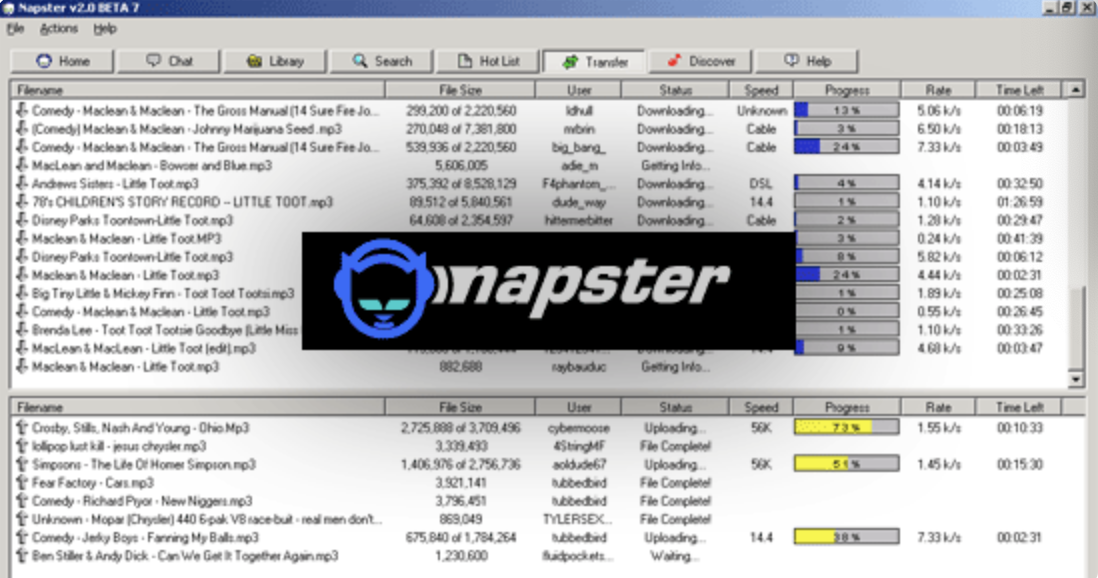 Napster v2.0 BETA 7
File Actions Help
Home Chat Library Search Hot List Transfer Discover Help
Filename File Size User Status Speed Progress Rate Time Left
Comedy - Maclean & Maclean - The Gross Manual (14 Sure Fire Jo... 299,200 of 2,220,560 ldhull Downloading... Unknown 13 % 5.06 k/s 00:06:19
(Comedy) Maclean & Maclean - Johnny Marijuana Seed .mp3 270,048 of 7,381,800 mrbrin Downloading... Cable 3 % 6.50 k/s 00:18:13
Comedy - Maclean & Maclean - The Gross Manual (14 Sure Fire Jo... 539,936 of 2,220,560 big_bang_ Downloading... Cable 24 % 7.33 k/s 00:03:49
MacLean and Maclean - Bowser and Blue.mp3 5,606,005 adie_m Getting Info...
Andrews Sisters - Little Toot.mp3 375,392 of 8,528,129 F4phantom_... Downloading... DSL 4 % 4.14 k/s 00:32:50
78's CHILDREN'S STORY RECORD -- LITTLE TOOT.mp3 89,512 of 5,840,561 dude_way Downloading... 14.4 1 % 1.10 k/s 01:26:59
Disney Parks Toontown-Little Toot.mp3 64,608 of 2,354,597 hittermerbitter Downloading... Cable 2 % 1.28 k/s 00:29:47
Maclean & Maclean - Little Toot.MP3 3 % 0.24 k/s 00:41:39
Disney Parks Toontown-Little Toot.mp3 8 % 5.82 k/s 00:06:12
Maclean & Maclean - Little Toot.mp3 24 % 4.44 k/s 00:02:31
Big Tiny Little & Mickey Finn - Toot Toot Tootsi.mp3 1 % 1.89 k/s 00:25:08
Comedy - Maclean & Maclean - Little Toot.mp3 0 % 0.55 k/s 00:26:45
Brenda Lee - Toot Toot Tootsie Goodbye (Little Miss 1 % 1.10 k/s 00:33:26
MacLean & MacLean - Little Toot (edit).mp3 9 % 4.68 k/s 00:03:47
Maclean & Maclean - Little Toot.mp3 882,688 raybauduc Getting Info...
napster
Filename File Size User Status Speed Progress Rate Time Left
Crosby, Stills, Nash And Young - Ohio.Mp3 2,725,888 of 3,709,496 cybermoose Uploading... 56K 73 % 1.55 k/s 00:10:33
lollipop lust kill - jesus chrysler.mp3 3,339,493 4StringMF File Complete!
Simpsons - The Life Of Homer Simpson.mp3 1,406,976 of 2,756,736 aoldude67 Uploading... 56K 51 % 1.45 k/s 00:15:30
Fear Factory - Cars.mp3 3,921,141 tubbedbird File Complete!
Comedy - Richard Pryor - New Niggers.mp3 3,796,451 tubbedbird File Complete!
Unknown - Mopar (Chrysler) 440 6-pak V8 race-buit - real men don't... 869,049 TYLERSEX... File Complete!
Comedy - Jerky Boys - Fanning My Balls.mp3 675,840 of 1,784,264 tubbedbird Uploading... 14.4 38 % 7.33 k/s 00:02:31
Ben Stiller & Andy Dick - Can We Get It Together Again.mp3 1,230,600 fluidpockets... Waiting...